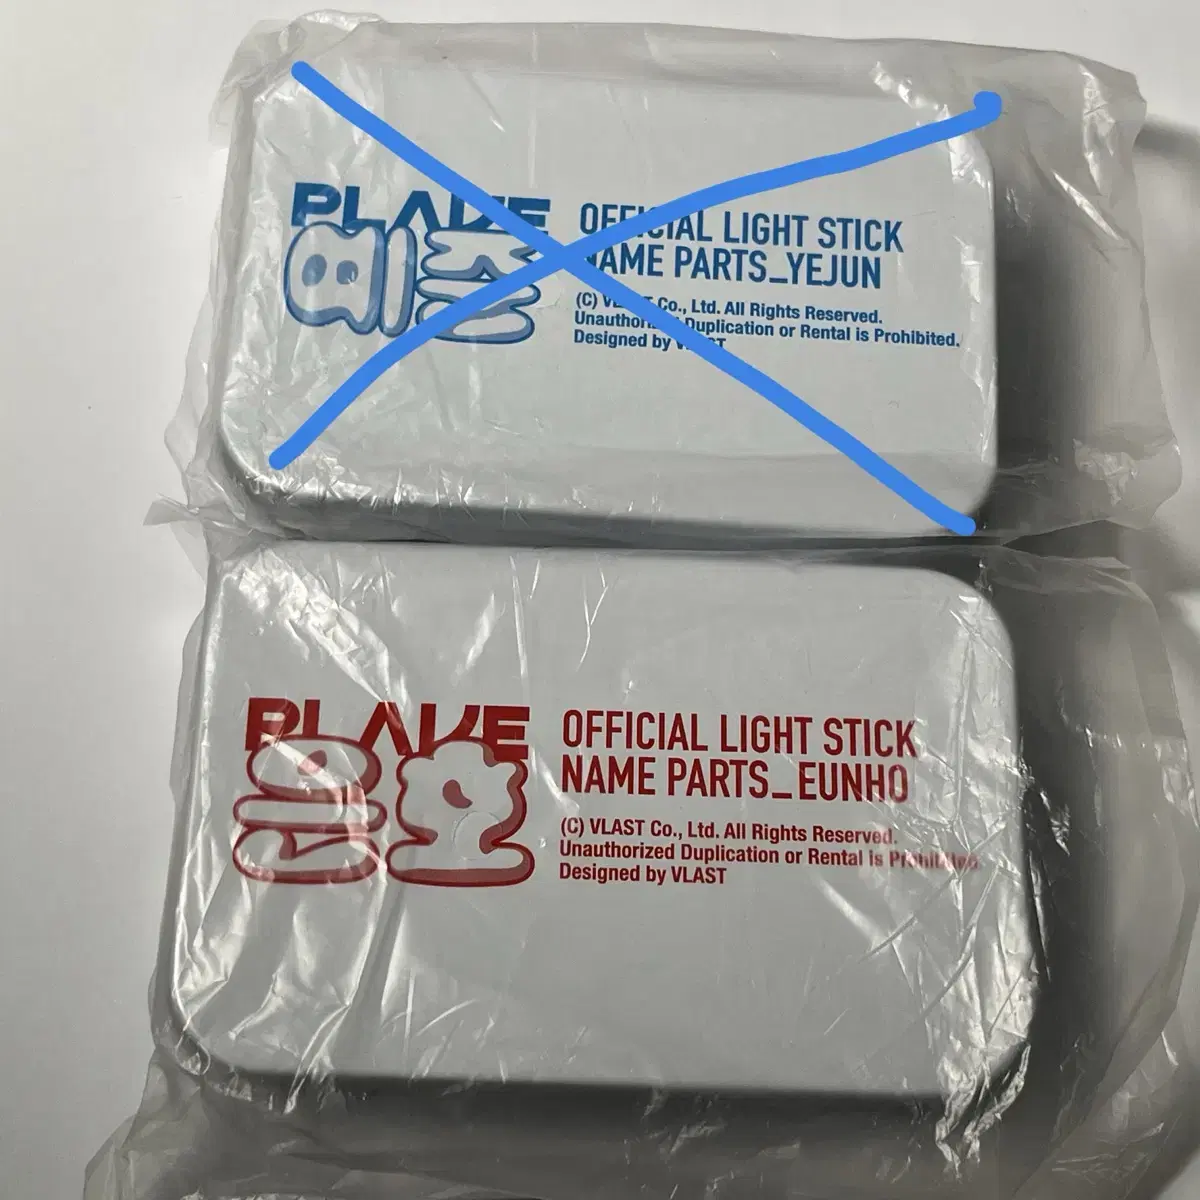 PLAVE
예준
OFFICIAL LIGHT STICK
NAME PARTS_YEJUN
(C) VLAST Co., Ltd. All Rights Reserved.
Unauthorized Duplication or Rental is Prohibited.
Designed by VLAST
PLAVE
은호
OFFICIAL LIGHT STICK
NAME PARTS_EUNHO
(C) VLAST Co., Ltd. All Rights Reserved.
Unauthorized Duplication or Rental is Prohibited.
Designed by VLAST